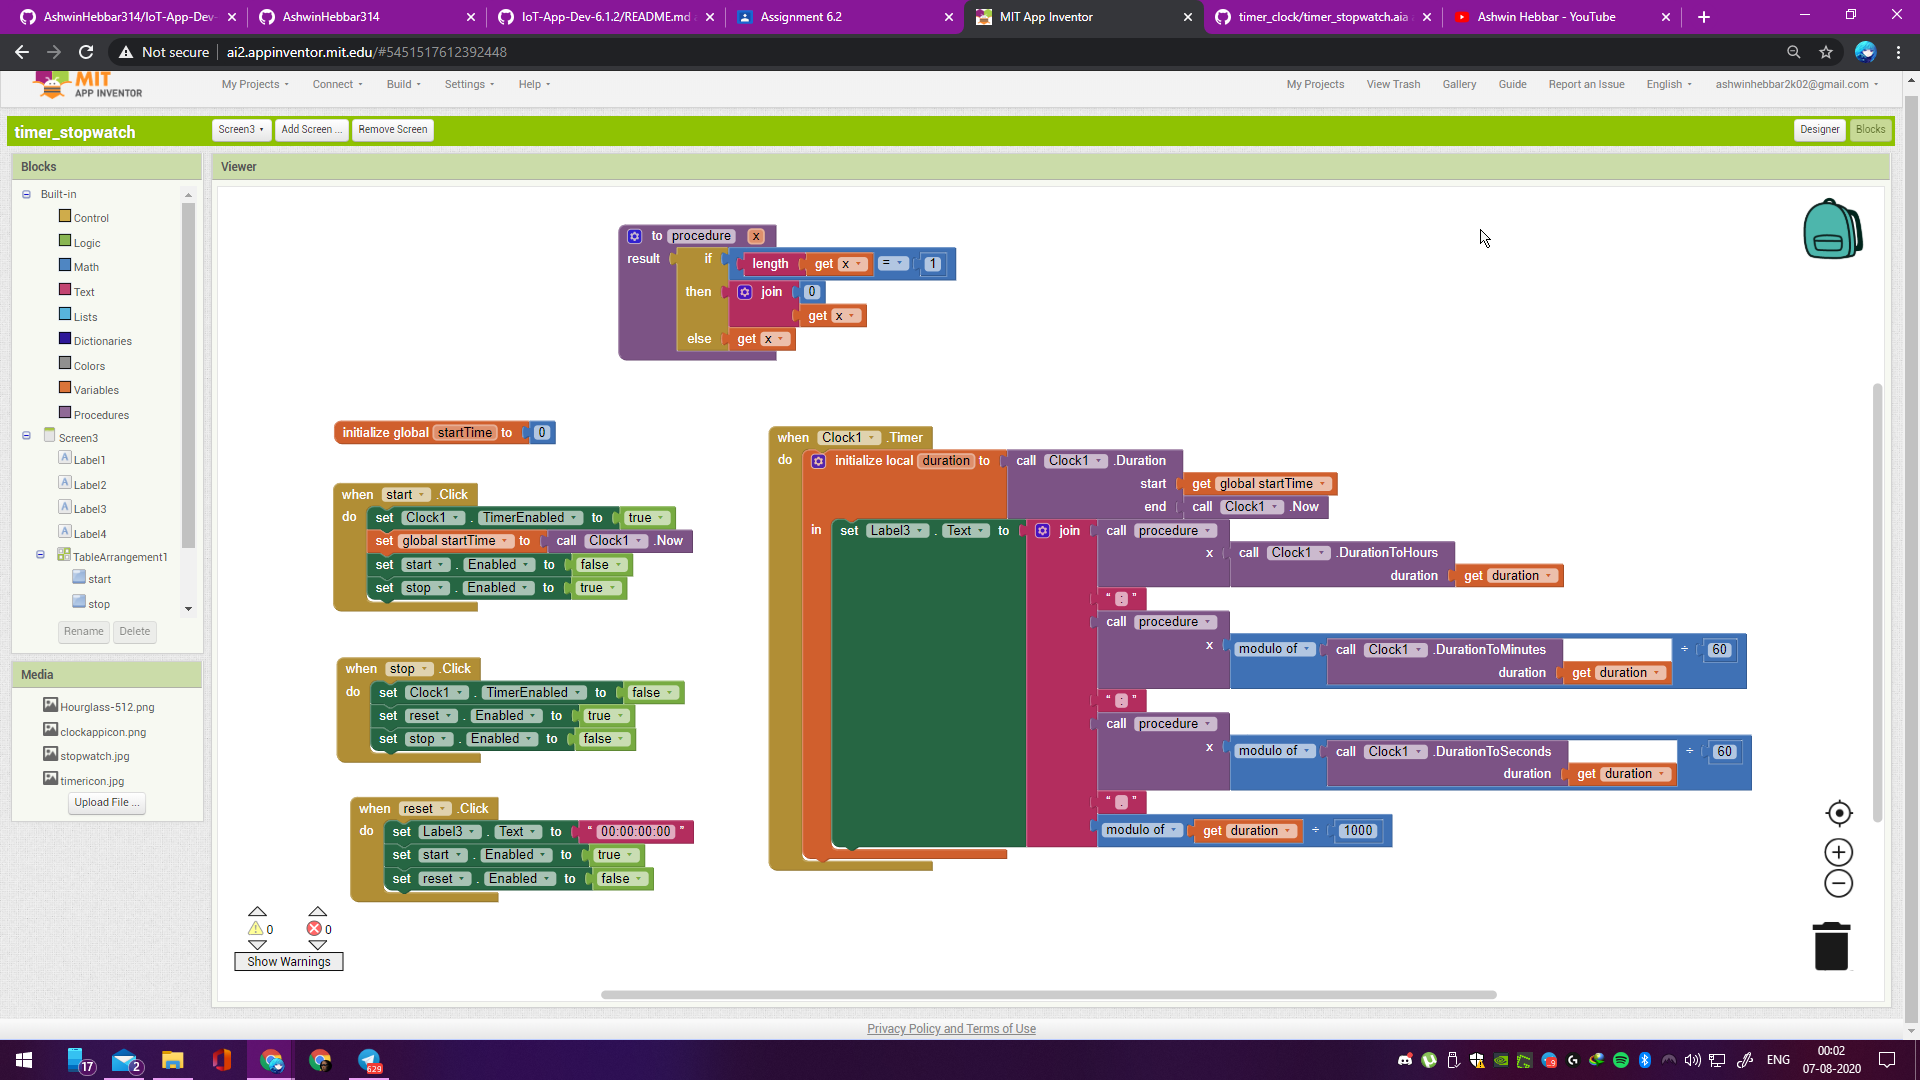 AshwinHebbar314/IoT-App-Dev-
AshwinHebbar314
IoT-App-Dev-6.1.2/README.md
Assignment 6.2
MIT App Inventor
timer_clock/timer_stopwatch.aia
Ashwin Hebbar - YouTube
Not secure
ai2.appinventor.mit.edu/#5451517612392448
MIT
APP INVENTOR
My Projects
Connect
Build
Settings
Help
My Projects
View Trash
Gallery
Guide
Report an Issue
English
ashwinhebbar2k02@gmail.com
timer_stopwatch
Screen3
Add Screen ...
Remove Screen
Designer
Blocks
Blocks
Viewer
Built-in
Control
Logic
Math
Text
Lists
Dictionaries
Colors
Variables
Procedures
Screen3
Label1
Label2
Label3
Label4
TableArrangement1
start
stop
Rename
Delete
Media
Hourglass-512.png
clockappicon.png
stopwatch.jpg
timericon.jpg
Upload File ...
to procedure x
result if length get x = 1
then join 0
get x
else get x
initialize global startTime to 0
when start .Click
do set Clock1 . TimerEnabled to true
set global startTime to call Clock1 .Now
set start . Enabled to false
set stop . Enabled to true
when stop .Click
do set Clock1 . TimerEnabled to false
set reset . Enabled to true
set stop . Enabled to false
when reset .Click
do set Label3 . Text to " 00:00:00:00 "
set start . Enabled to true
set reset . Enabled to false
when Clock1 .Timer
do initialize local duration to call Clock1 .Duration
start get global startTime
end call Clock1 .Now
in set Label3 . Text to join call procedure
x call Clock1 .DurationToHours
duration get duration
" : "
call procedure
x modulo of call Clock1 .DurationToMinutes ÷ 60
duration get duration
" : "
call procedure
x modulo of call Clock1 .DurationToSeconds ÷ 60
duration get duration
" . "
modulo of get duration ÷ 1000
0
0
Show Warnings
Privacy Policy and Terms of Use
17
2
629
ENG
00:02
07-08-2020